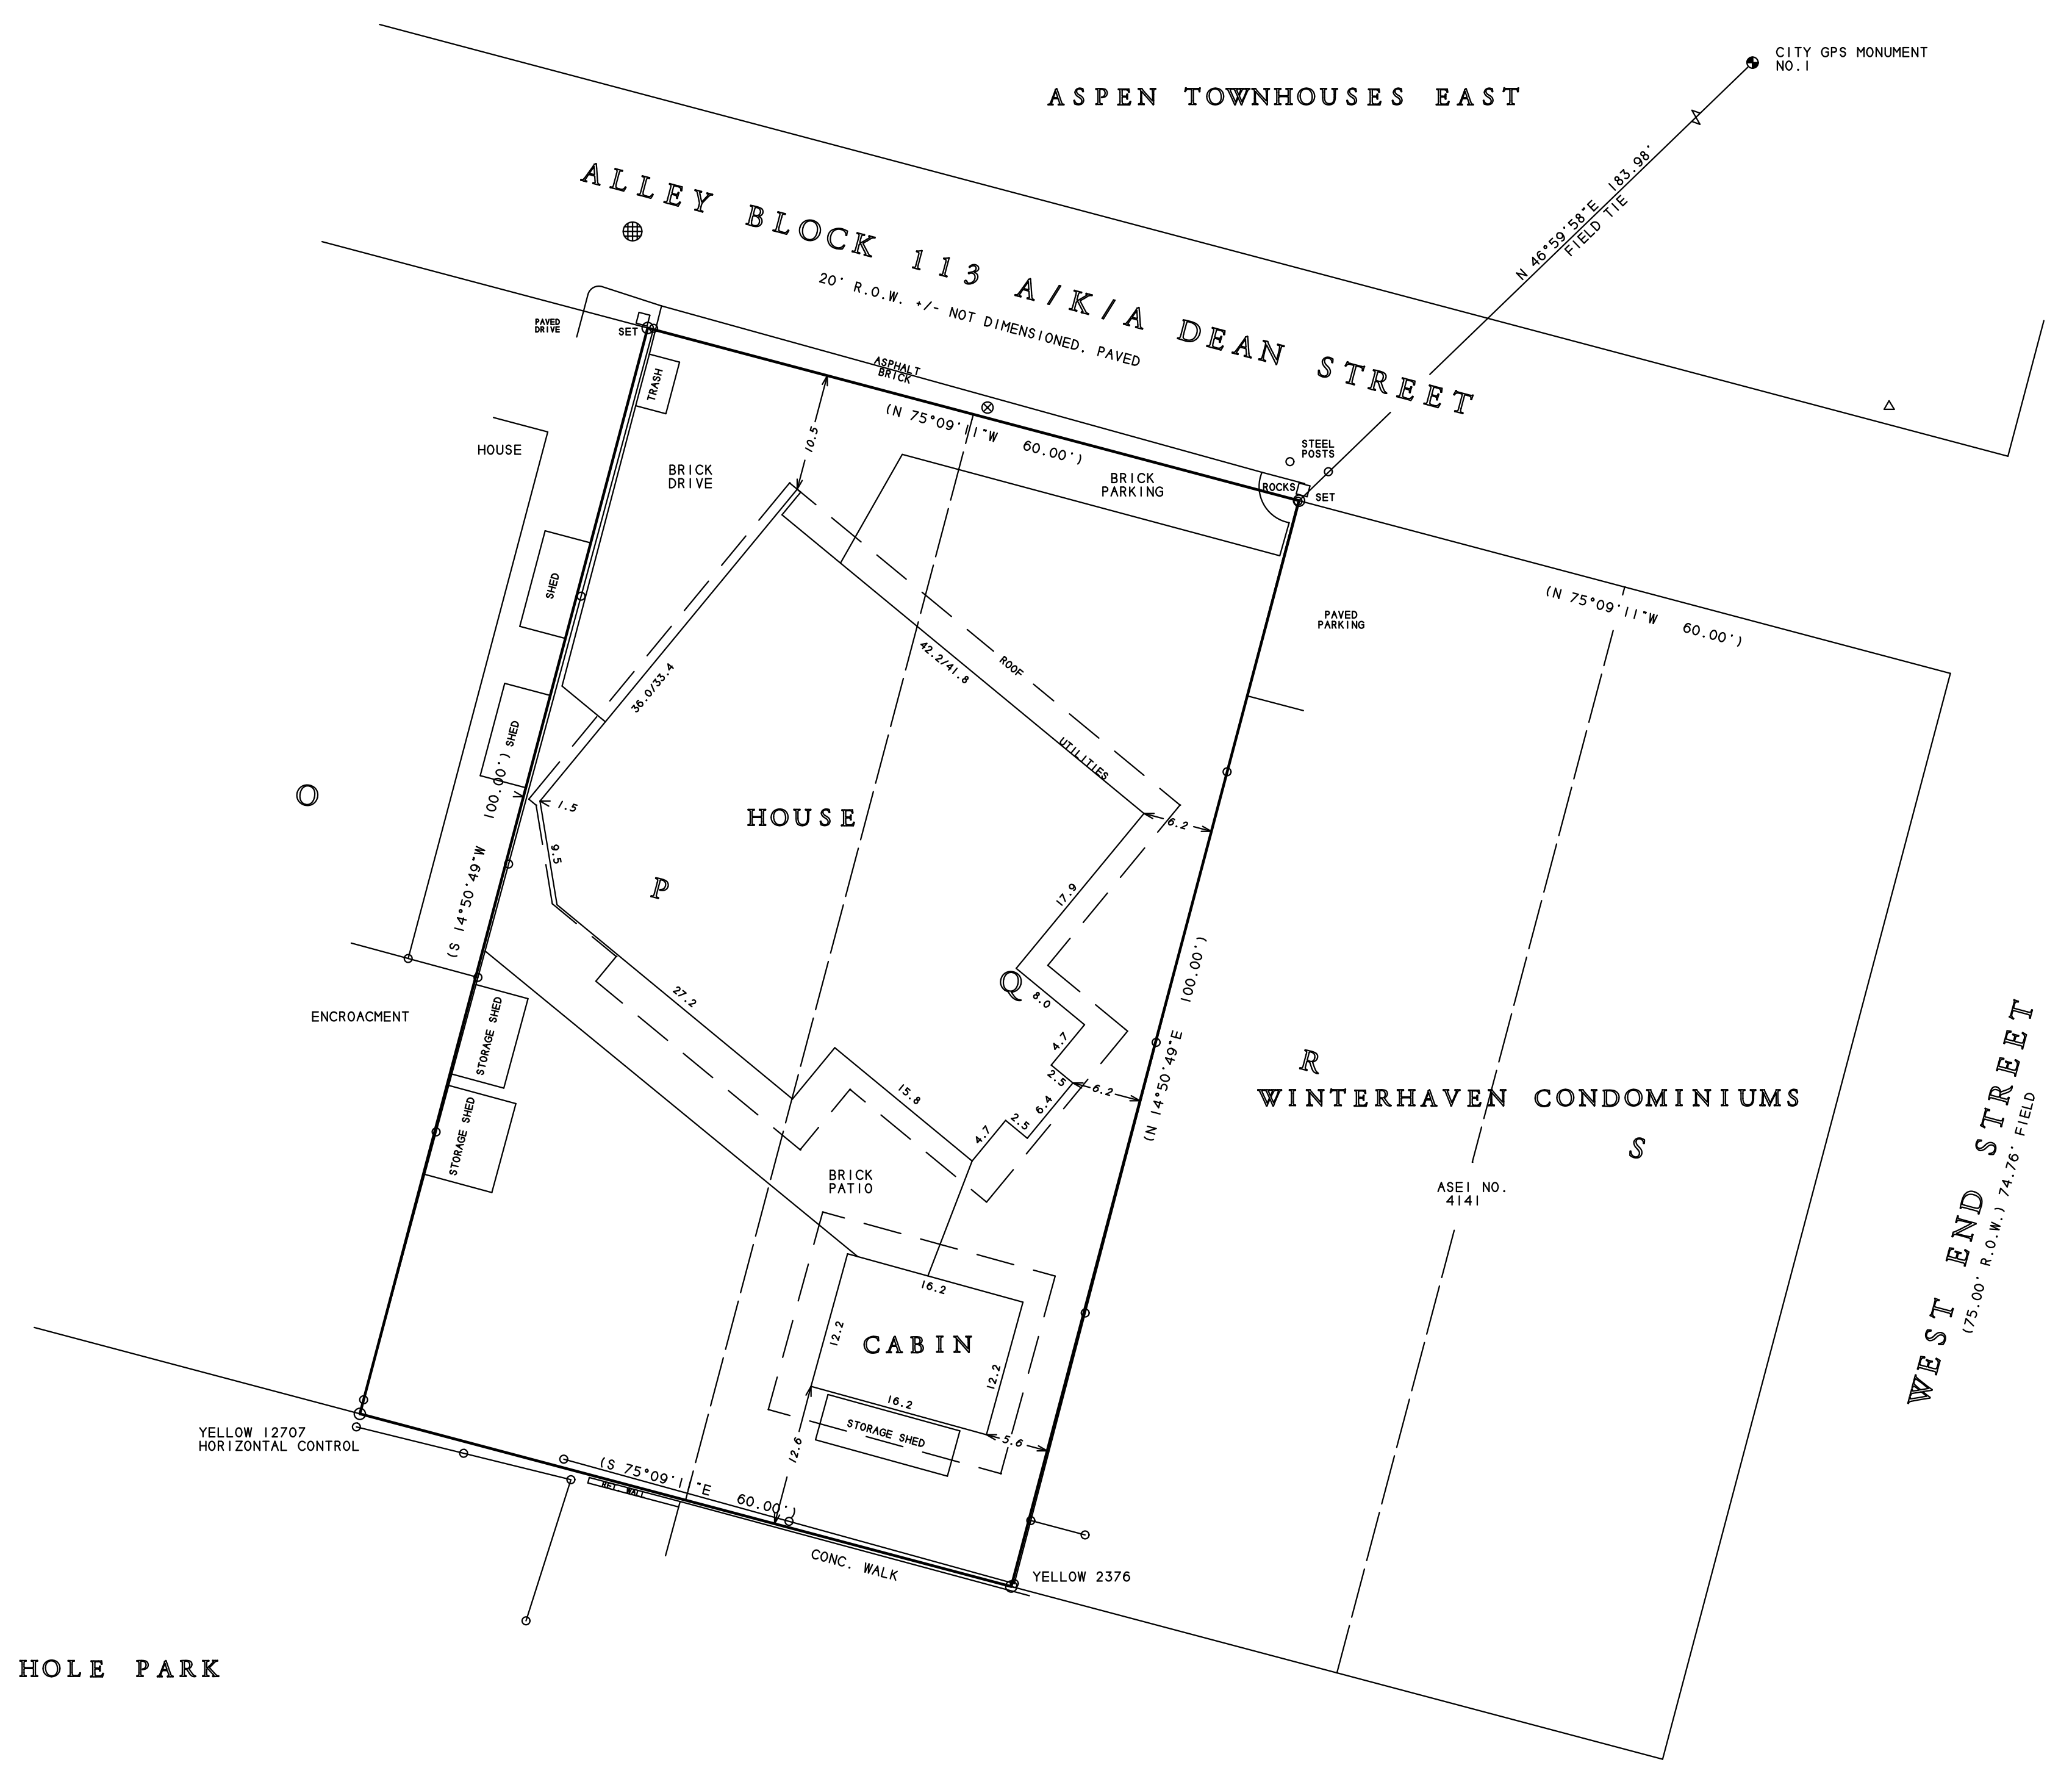 CITY GPS MONUMENT
NO.1
ASPEN TOWNHOUSES EAST
N 46°59'58"E 183.98'
FIELD TIE
ALLEY BLOCK 113 A/K/A DEAN STREET
20' R.O.W. +/- NOT DIMENSIONED. PAVED
PAVED
DRIVE
SET
TRASH
ASPHALT
BRICK
(N 75°09'11"W 60.00')
10.5
STEEL
POSTS
ROCKS
SET
HOUSE
BRICK
DRIVE
BRICK
PARKING
SHED
PAVED
PARKING
(N 75°09'11"W 60.00')
ROOF
42.2/41.8
36.0/33.4
SHED
UTILITIES
(S 14°50'49"W 100.00')
1.5
O
HOUSE
6.2
9.5
P
17.9
Q
8.0
27.2
(N 14°50'49"E 100.00')
ENCROACMENT
STORAGE SHED
4.7
2.5
6.2
R
15.8
6.4
2.5
4.7
WINTERHAVEN CONDOMINIUMS
S
STORAGE SHED
BRICK
PATIO
ASEI NO.
4141
WEST END STREET
(75.00' R.O.W.) 74.76' FIELD
16.2
12.2
CABIN
12.2
16.2
STORAGE SHED
5.6
12.6
YELLOW 12707
HORIZONTAL CONTROL
(S 75°09'11"E 60.00')
RET. WALL
CONC. WALK
YELLOW 2376
HOLE PARK